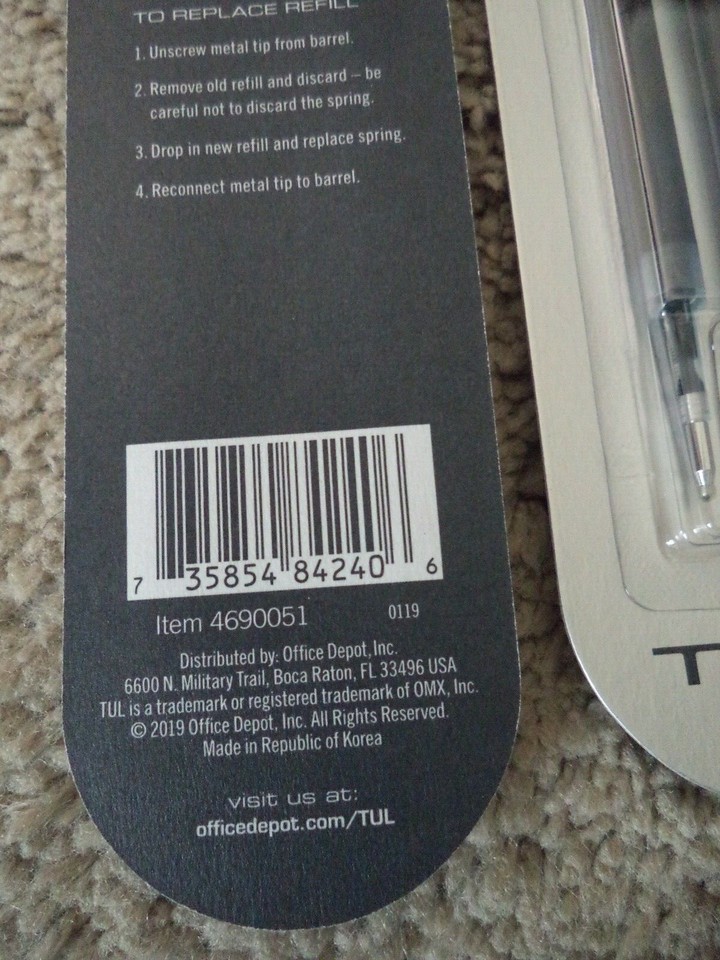 TO REPLACE REFILL
1. Unscrew metal tip from barrel.
2. Remove old refill and discard – be
careful not to discard the spring.
3. Drop in new refill and replace spring.
4. Reconnect metal tip to barrel.
7 35854 84240 6
Item 4690051 0119
Distributed by: Office Depot, Inc.
6600 N. Military Trail, Boca Raton, FL 33496 USA
TUL is a trademark or registered trademark of OMX, Inc.
© 2019 Office Depot, Inc. All Rights Reserved.
Made in Republic of Korea
visit us at:
officedepot.com/TUL
T